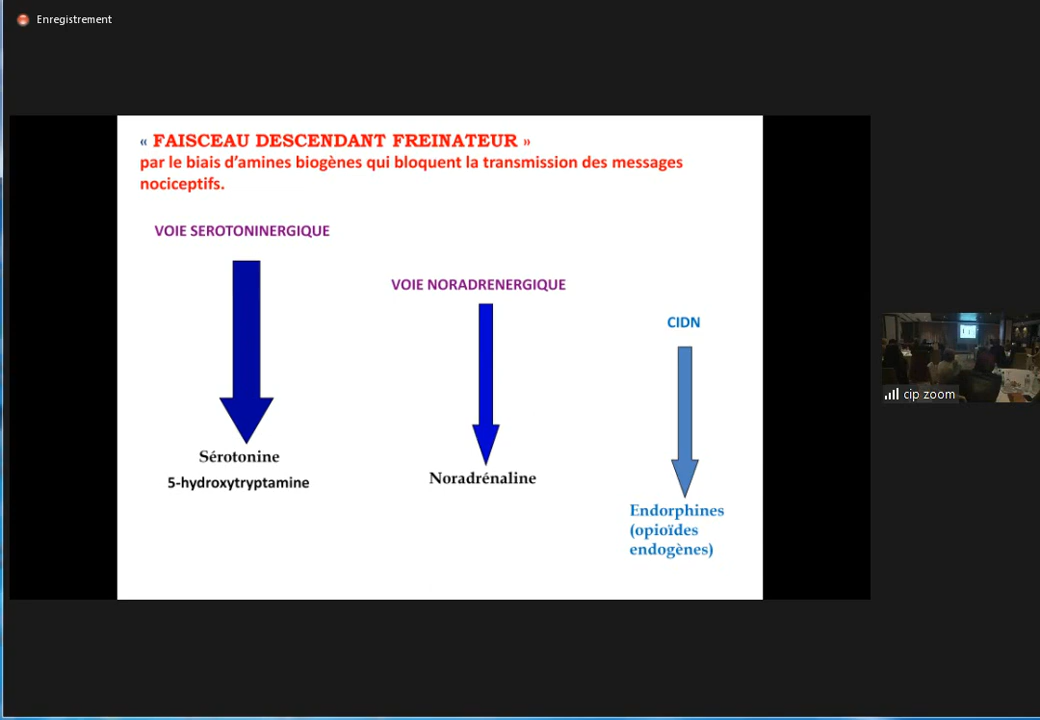 Enregistrement
« FAISCEAU DESCENDANT FREINATEUR »
par le biais d’amines biogènes qui bloquent la transmission des messages
nociceptifs.
VOIE SEROTONINERGIQUE
VOIE NORADRENERGIQUE
CIDN
Sérotonine
5-hydroxytryptamine
Noradrénaline
Endorphines
(opioïdes
endogènes)
cip zoom